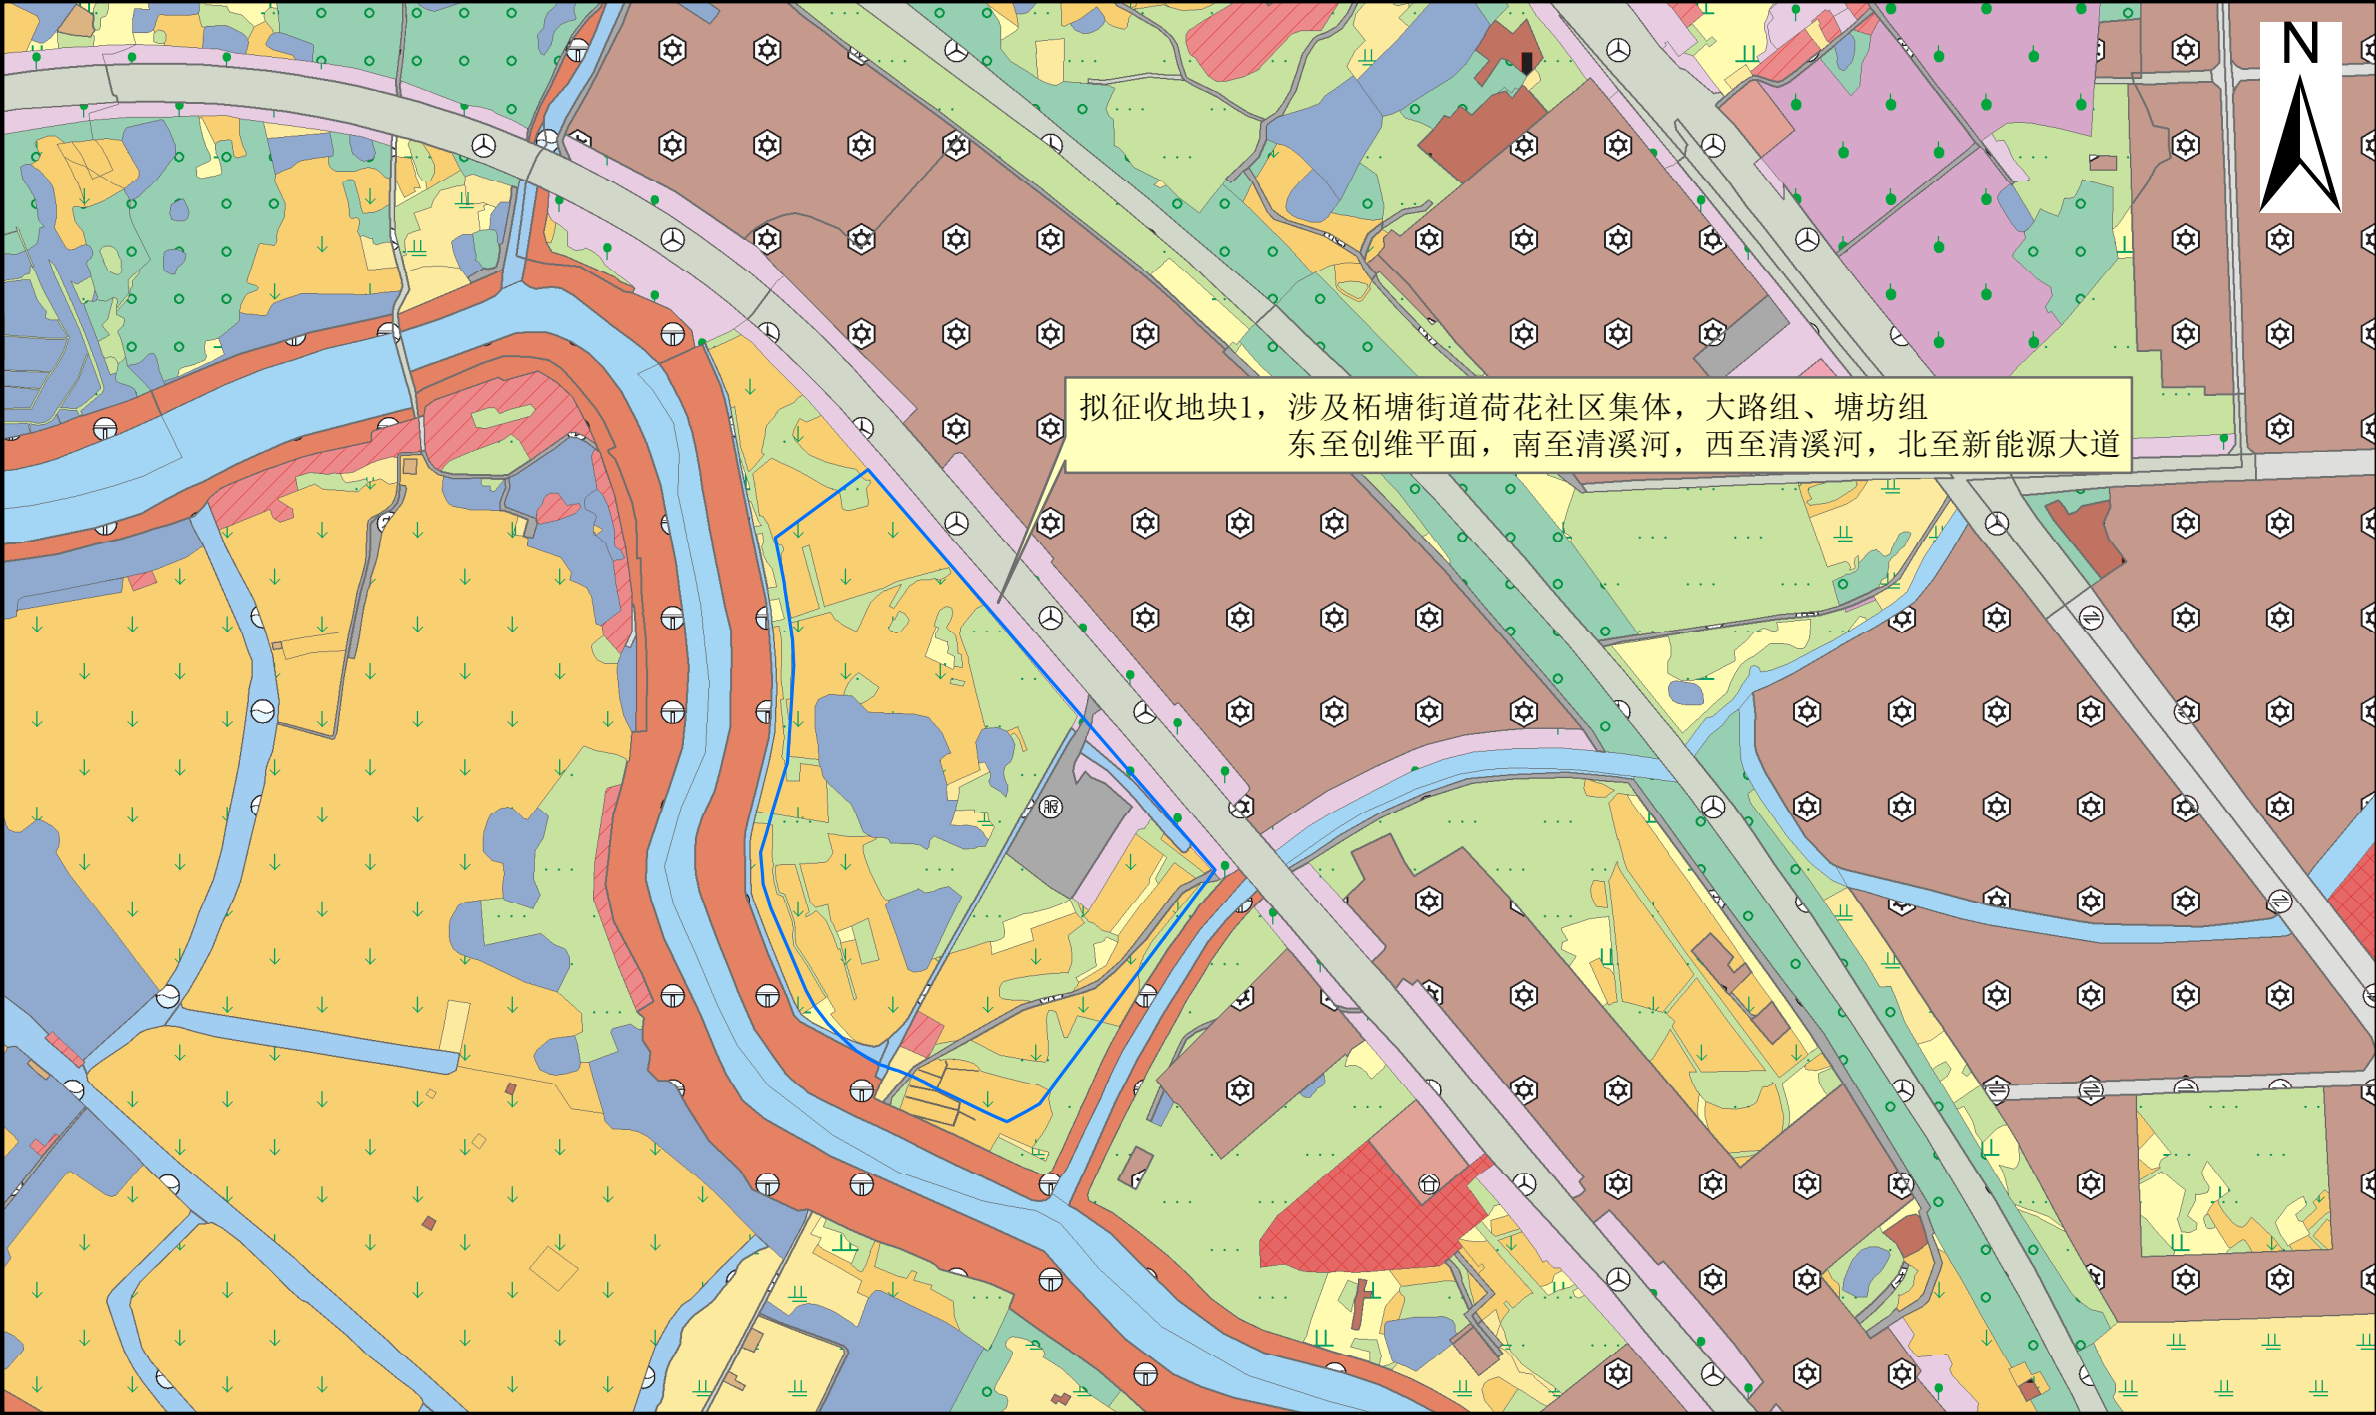 N
拟征收地块1，涉及柘塘街道荷花社区集体，大路组、塘坊组
东至创维平面，南至清溪河，西至清溪河，北至新能源大道
服